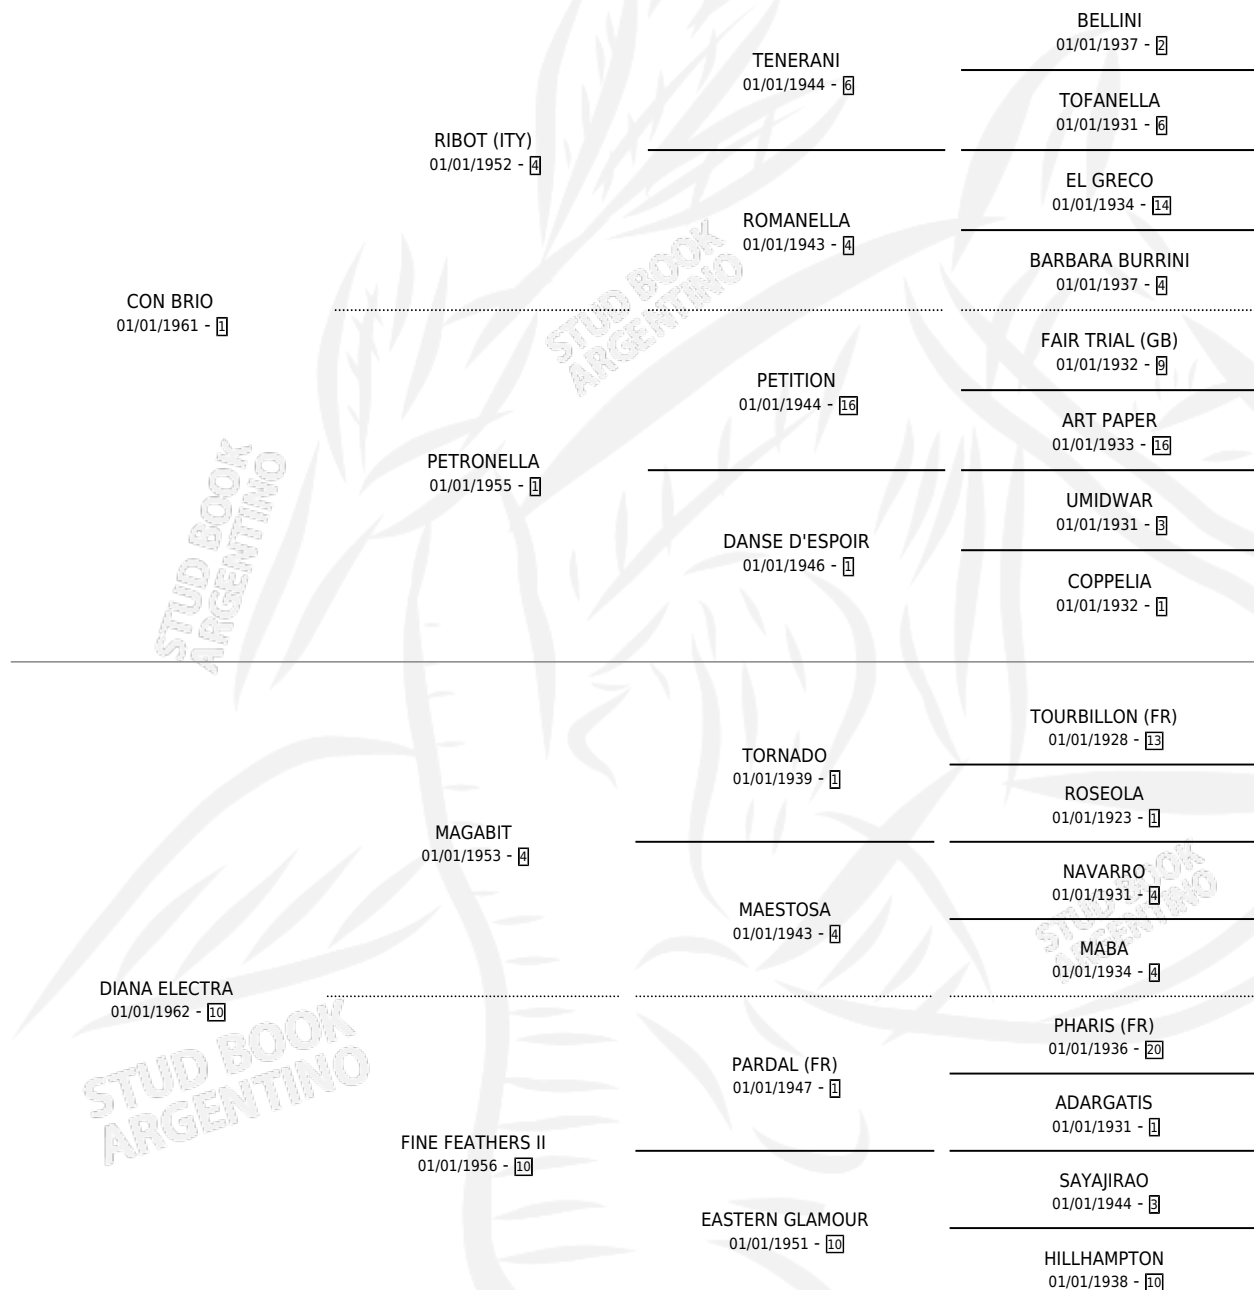 BELLINI
01/01/1937 - 2
TENERANI
01/01/1944 - 6
TOFANELLA
01/01/1931 - 6
RIBOT (ITY)
01/01/1952 - 4
EL GRECO
01/01/1934 - 14
ROMANELLA
01/01/1943 - 4
BARBARA BURRINI
01/01/1937 - 4
CON BRIO
01/01/1961 - 1
FAIR TRIAL (GB)
01/01/1932 - 9
PETITION
01/01/1944 - 16
ART PAPER
01/01/1933 - 16
PETRONELLA
01/01/1955 - 1
UMIDWAR
01/01/1931 - 3
DANSE D'ESPOIR
01/01/1946 - 1
COPPELIA
01/01/1932 - 1
TOURBILLON (FR)
01/01/1928 - 13
TORNADO
01/01/1939 - 1
ROSEOLA
01/01/1923 - 1
MAGABIT
01/01/1953 - 4
NAVARRO
01/01/1931 - 4
MAESTOSA
01/01/1943 - 4
MABA
01/01/1934 - 4
DIANA ELECTRA
01/01/1962 - 10
PHARIS (FR)
01/01/1936 - 20
PARDAL (FR)
01/01/1947 - 1
ADARGATIS
01/01/1931 - 1
FINE FEATHERS II
01/01/1956 - 10
SAYAJIRAO
01/01/1944 - 3
EASTERN GLAMOUR
01/01/1951 - 10
HILLHAMPTON
01/01/1938 - 10
STUD BOOK
ARGENTINO
STUD BOOK
ARGENTINO
STUD BOOK
ARGENTINO
STUD BOOK
ARGENTINO